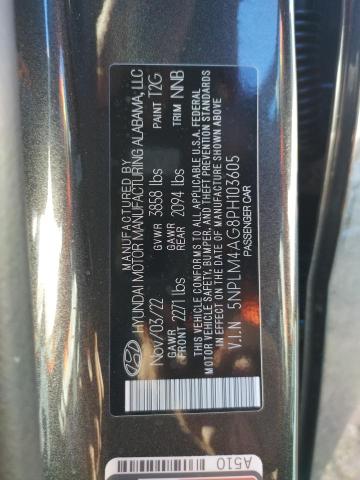 MANUFACTURED BY
HYUNDAI MOTOR MANUFACTURING ALABAMA, LLC
Nov/03/22 GVWR 3858 lbs PAINT T2G
GAWR FRONT 2271 lbs GAWR REAR 2094 lbs TRIM NNB
THIS VEHICLE CONFORMS TO ALL APPLICABLE U.S.A. FEDERAL
MOTOR VEHICLE SAFETY, BUMPER, AND THEFT PREVENTION STANDARDS
IN EFFECT ON THE DATE OF MANUFACTURE SHOWN ABOVE
V.I.N 5NPLM4AG8PH103605
PASSENGER CAR
A510